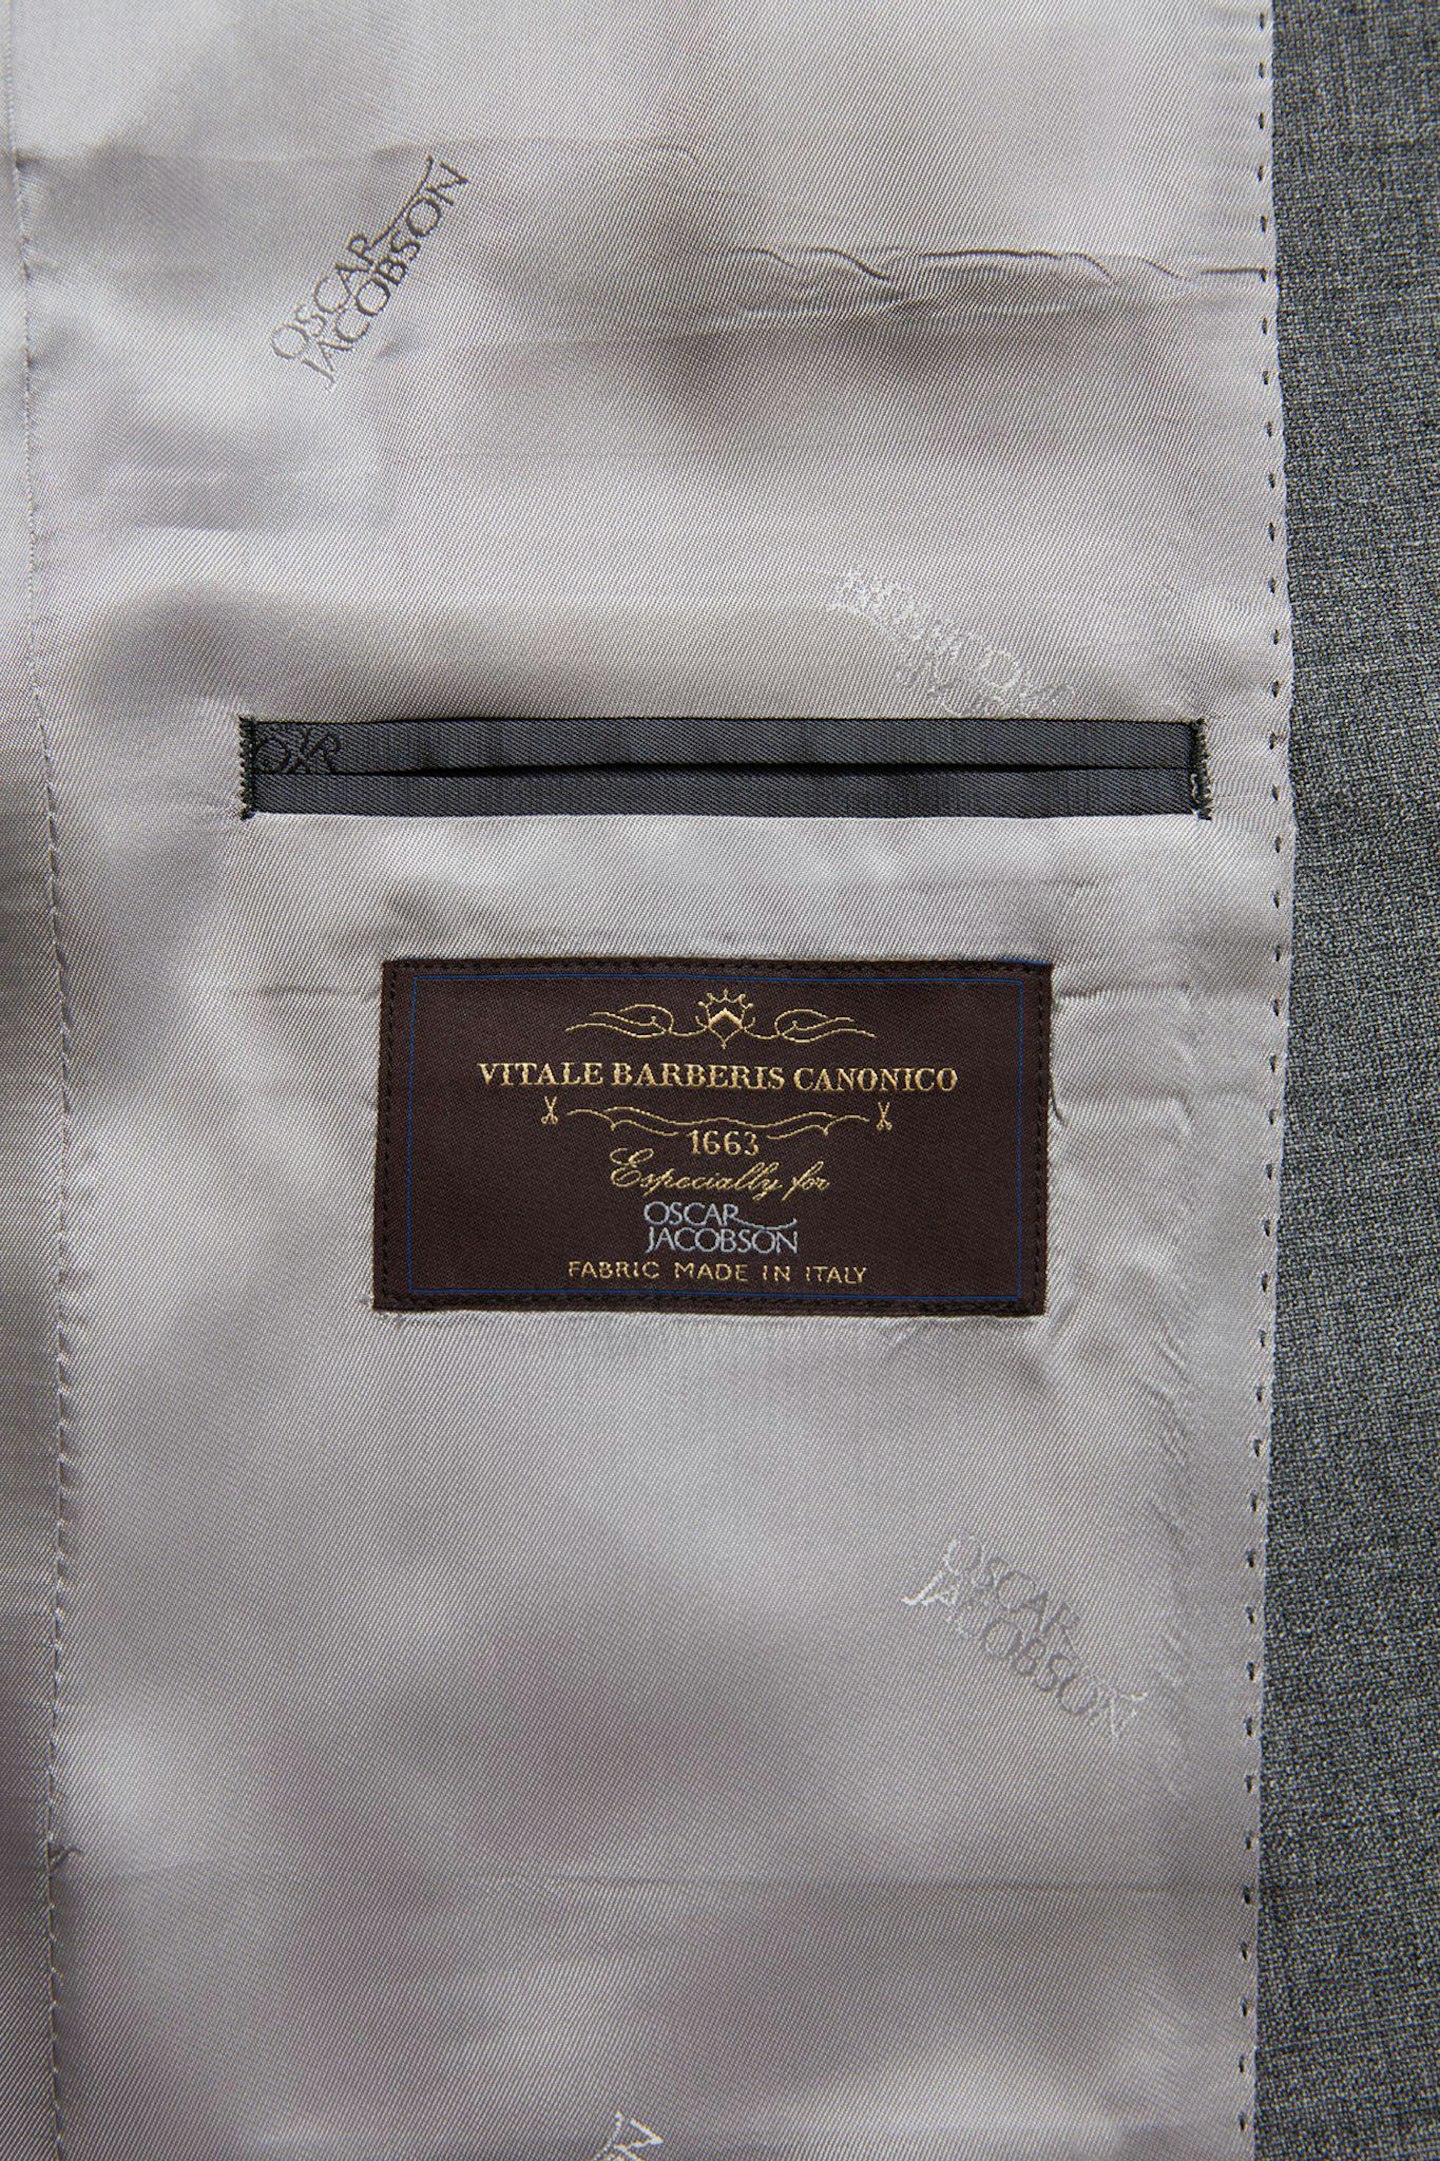 OSCAR
JACOBSON
VITALE BARBERIS CANONICO
1663
Especially for
OSCAR
JACOBSON
FABRIC MADE IN ITALY
OSCAR
JACOBSON